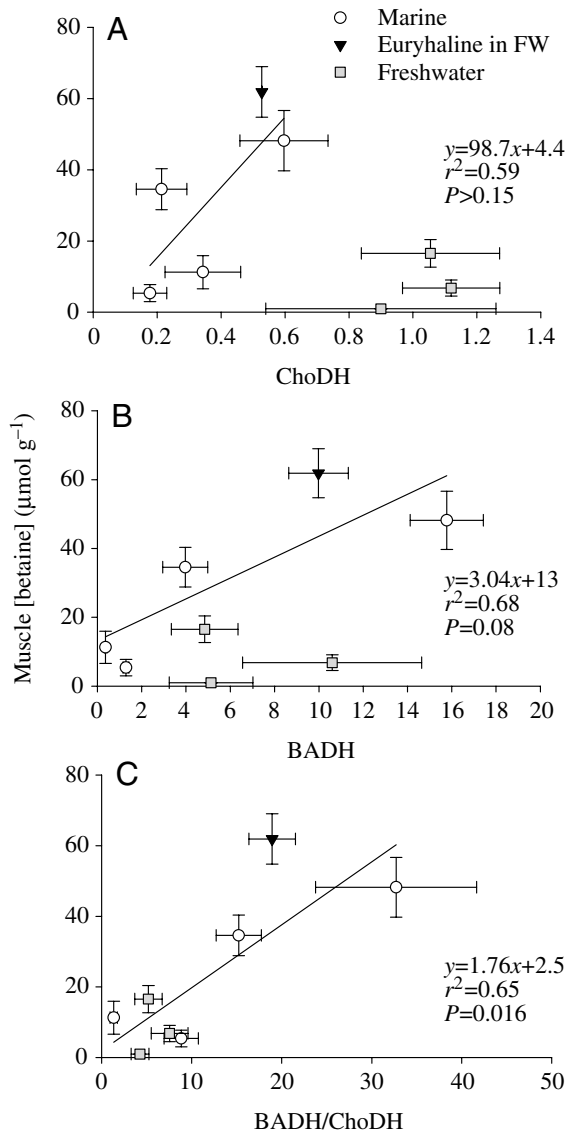 A
Marine
Euryhaline in FW
Freshwater
80
60
40
20
0
y=98.7x+4.4
r²=0.59
P>0.15
0 0.2 0.4 0.6 0.8 1.0 1.2 1.4
ChoDH
B
Muscle [betaine] (μmol g⁻¹)
80
60
40
20
0
y=3.04x+13
r²=0.68
P=0.08
0 2 4 6 8 10 12 14 16 18 20
BADH
C
80
60
40
20
0
y=1.76x+2.5
r²=0.65
P=0.016
0 10 20 30 40 50
BADH/ChoDH